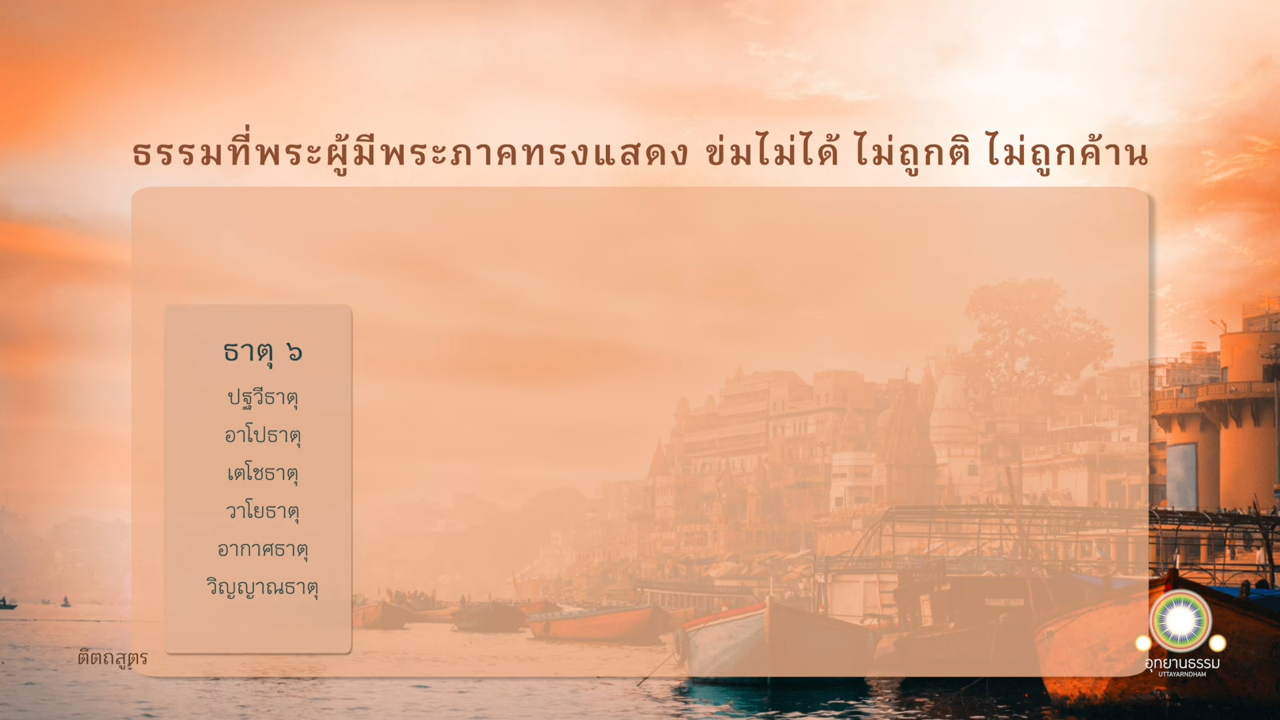 ธรรมที่พระผู้มีพระภาคทรงแสดง ข่มไม่ได้ ไม่ถูกติ ไม่ถูกค้าน
ธาตุ ๖
ปฐวีธาตุ
อาโปธาตุ
เตโชธาตุ
วาโยธาตุ
อากาศธาตุ
วิญญาณธาตุ
ติตถสูตร
อุทยานธรรม
UTTAYARNDHAM